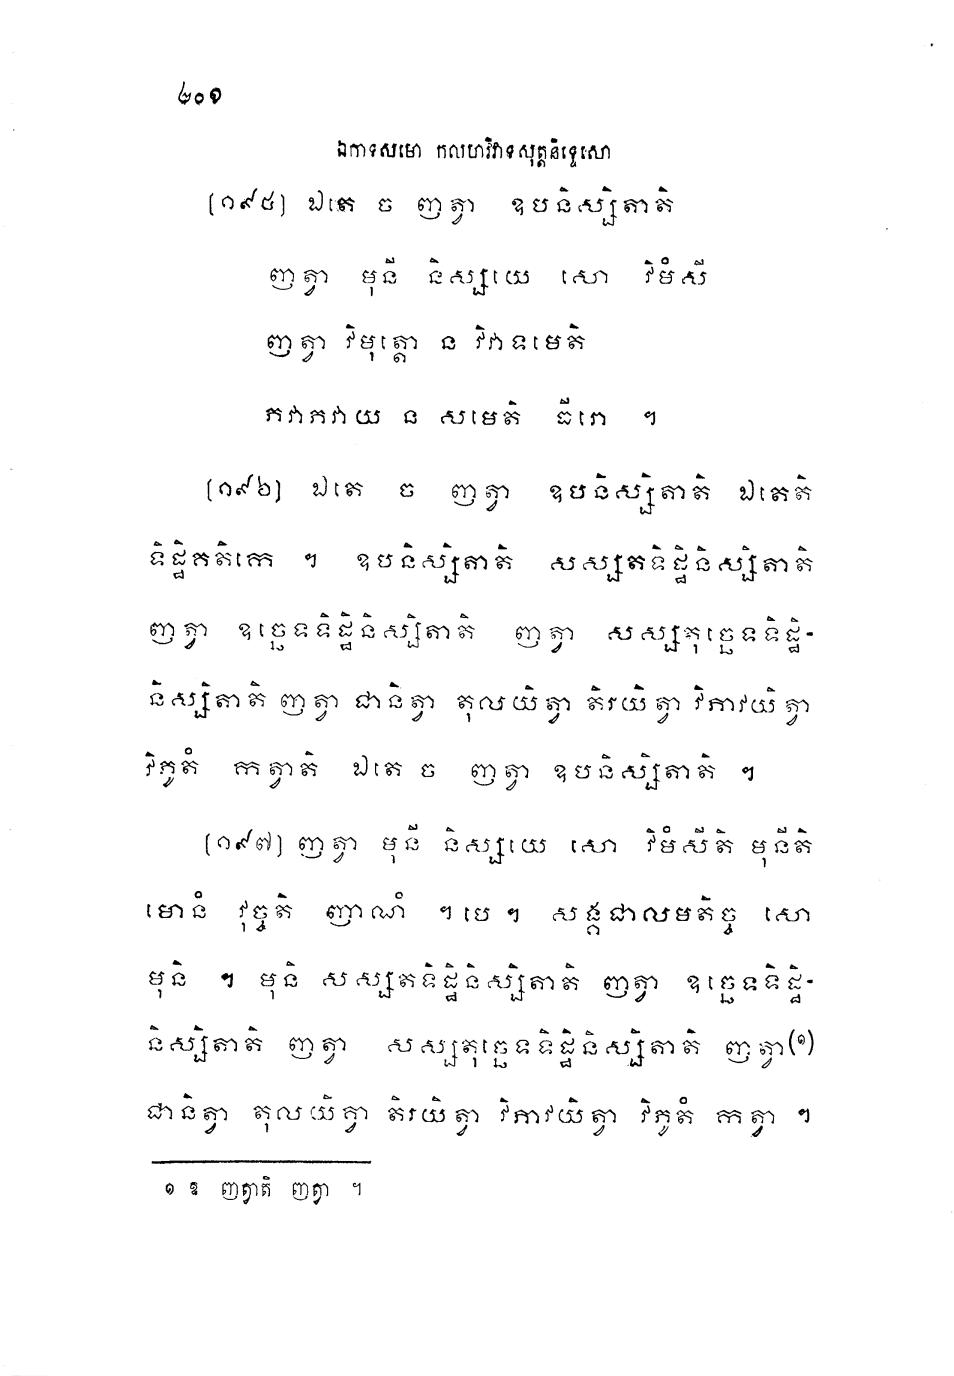 ៤០១
ឯកាទសមោ កលហវិវាទសុត្តនិទ្ទេសោ
[១៩៥] ឯតេ ច ញត្វា ឧបនិស្សិតាតិ
ញត្វា មុនី និស្សយេ សោ វិមំសី
ញត្វា វិមុត្តោ ន វិវាទមេតិ
ភវាភវាយ ន សមេតិ ធីរោ ។
[១៩៦] ឯតេ ច ញត្វា ឧបនិស្សិតាតិ ឯតេតិ
ទិដ្ឋិគតិកេ ។ ឧបនិស្សិតាតិ សស្សតទិដ្ឋិនិស្សិតាតិ
ញត្វា ឧច្ឆេទទិដ្ឋិនិស្សិតាតិ ញត្វា សស្សតុច្ឆេទទិដ្ឋិ-
និស្សិតាតិ ញត្វា ជានិត្វា តុលយិត្វា តិរយិត្វា វិភាវយិត្វា
វិភូតំ កត្វាតិ ឯតេ ច ញត្វា ឧបនិស្សិតាតិ ។
[១៩៧] ញត្វា មុនី និស្សយេ សោ វិមំសីតិ មុនីតិ
មោនំ វុច្ចតិ ញាណំ ។ បេ ។ សង្គជាលមតិច្ច សោ
មុនិ ។ មុនិ សស្សតទិដ្ឋិនិស្សិតាតិ ញត្វា ឧច្ឆេទទិដ្ឋិ-
និស្សិតាតិ ញត្វា សស្សតុច្ឆេទទិដ្ឋិនិស្សិតាតិ ញត្វា(១)
ជានិត្វា តុលយិត្វា តិរយិត្វា វិភាវយិត្វា វិភូតំ កត្វា ។
១ ឱ ញត្វាតិ ញត្វា ។